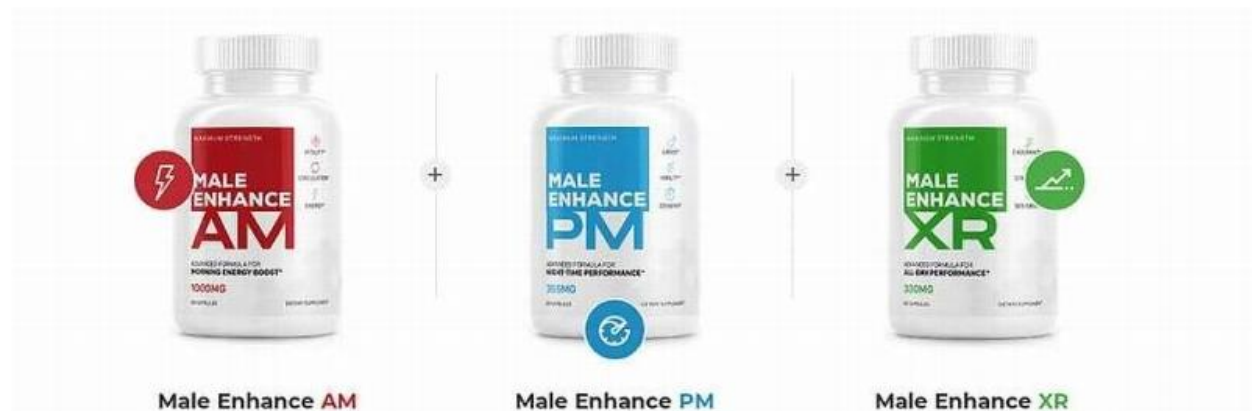 MAXIMUM STRENGTH
MALE
ENHANCE
AM
ADVANCED FORMULA FOR
MORNING ENERGY BOOST*
1000MG
DIETARY SUPPLEMENT
+
MAXIMUM STRENGTH
MALE
ENHANCE
PM
ADVANCED FORMULA FOR
NIGHT-TIME PERFORMANCE*
DIETARY SUPPLEMENT
+
MAXIMUM STRENGTH
MALE
ENHANCE
XR
ADVANCED FORMULA FOR
ALL-DAY PERFORMANCE*
DIETARY SUPPLEMENT
Male Enhance AM
Male Enhance PM
Male Enhance XR